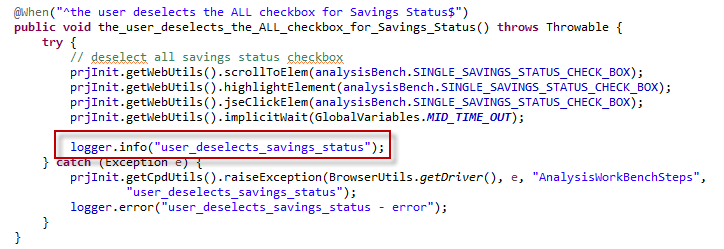 @When("^the user deselects the ALL checkbox for Savings Status$")
public void the_user_deselects_the_ALL_checkbox_for_Savings_Status() throws Throwable {
try {
// deselect all savings status checkbox
prjInit.getWebUtils().scrollToElem(analysisBench.SINGLE_SAVINGS_STATUS_CHECK_BOX);
prjInit.getWebUtils().highlightElement(analysisBench.SINGLE_SAVINGS_STATUS_CHECK_BOX);
prjInit.getWebUtils().jseClickElem(analysisBench.SINGLE_SAVINGS_STATUS_CHECK_BOX);
prjInit.getWebUtils().implicitWait(GlobalVariables.MID_TIME_OUT);
logger.info("user_deselects_savings_status");
} catch (Exception e) {
prjInit.getCpdUtils().raiseException(BrowserUtils.getDriver(), e, "AnalysisWorkBenchSteps",
"user_deselects_savings_status");
logger.error("user_deselects_savings_status - error");
}
}